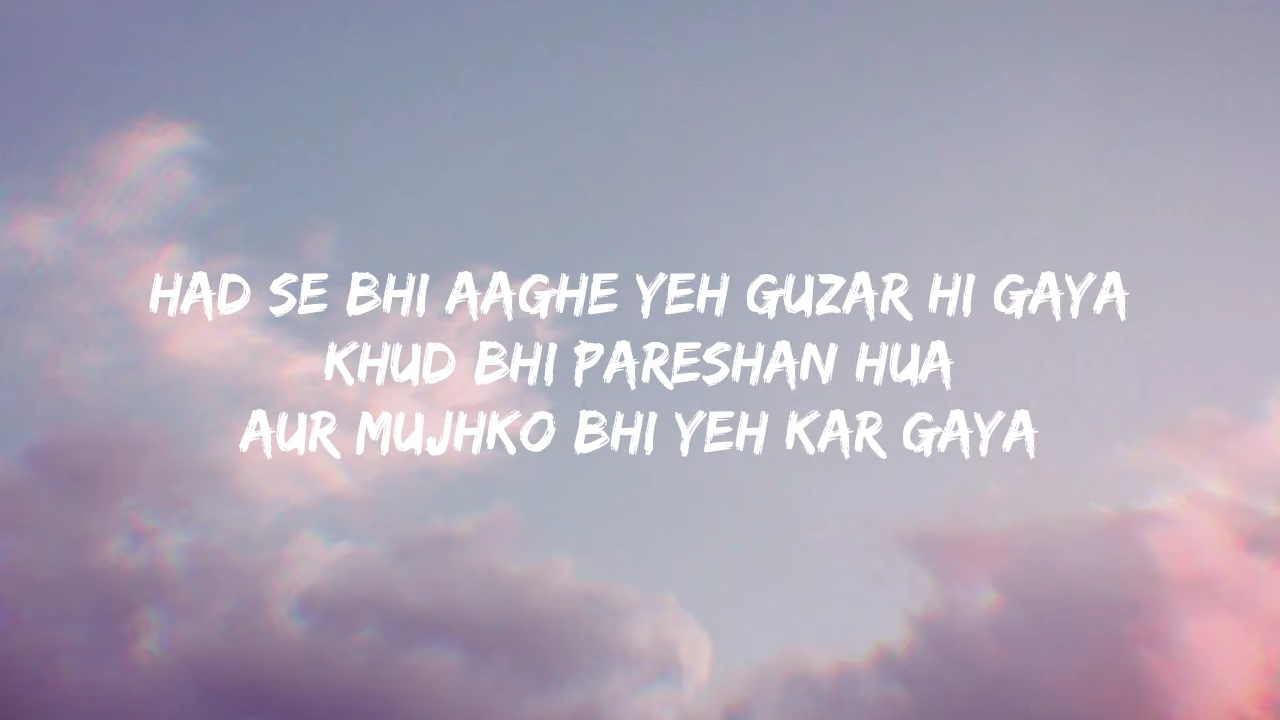 HAD SE BHI AAGHE YEH GUZAR HI GAYA
KHUD BHI PARESHAN HUA
AUR MUJHKO BHI YEH KAR GAYA